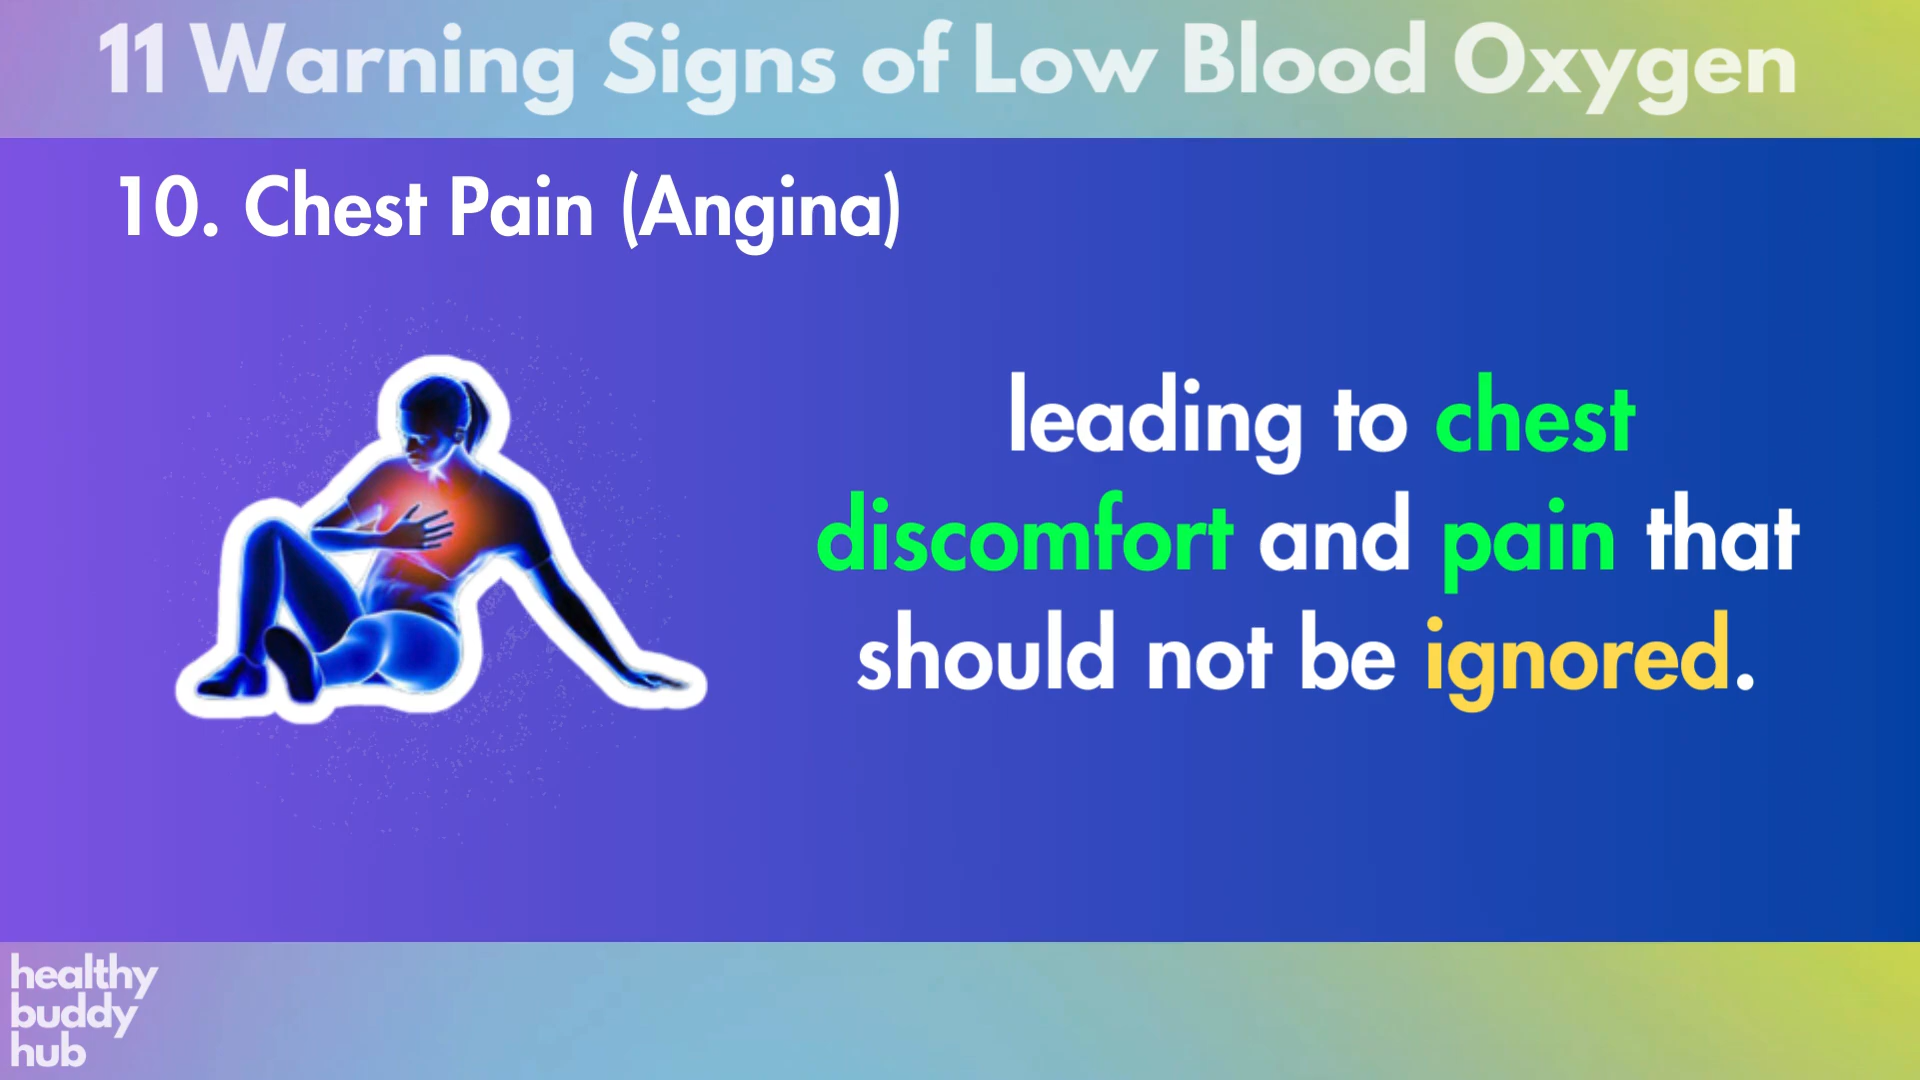 11 Warning Signs of Low Blood Oxygen
10. Chest Pain (Angina)
leading to chest
discomfort and pain that
should not be ignored.
healthy
buddy
hub